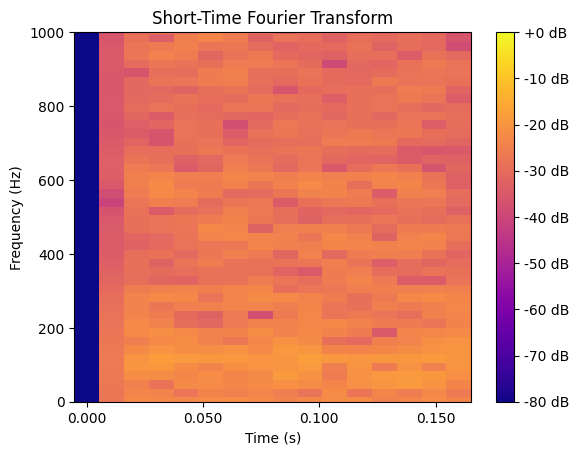 Short-Time Fourier Transform
Frequency (Hz)
1000
800
600
400
200
0
0.000
0.050
0.100
0.150
Time (s)
+0 dB
-10 dB
-20 dB
-30 dB
-40 dB
-50 dB
-60 dB
-70 dB
-80 dB